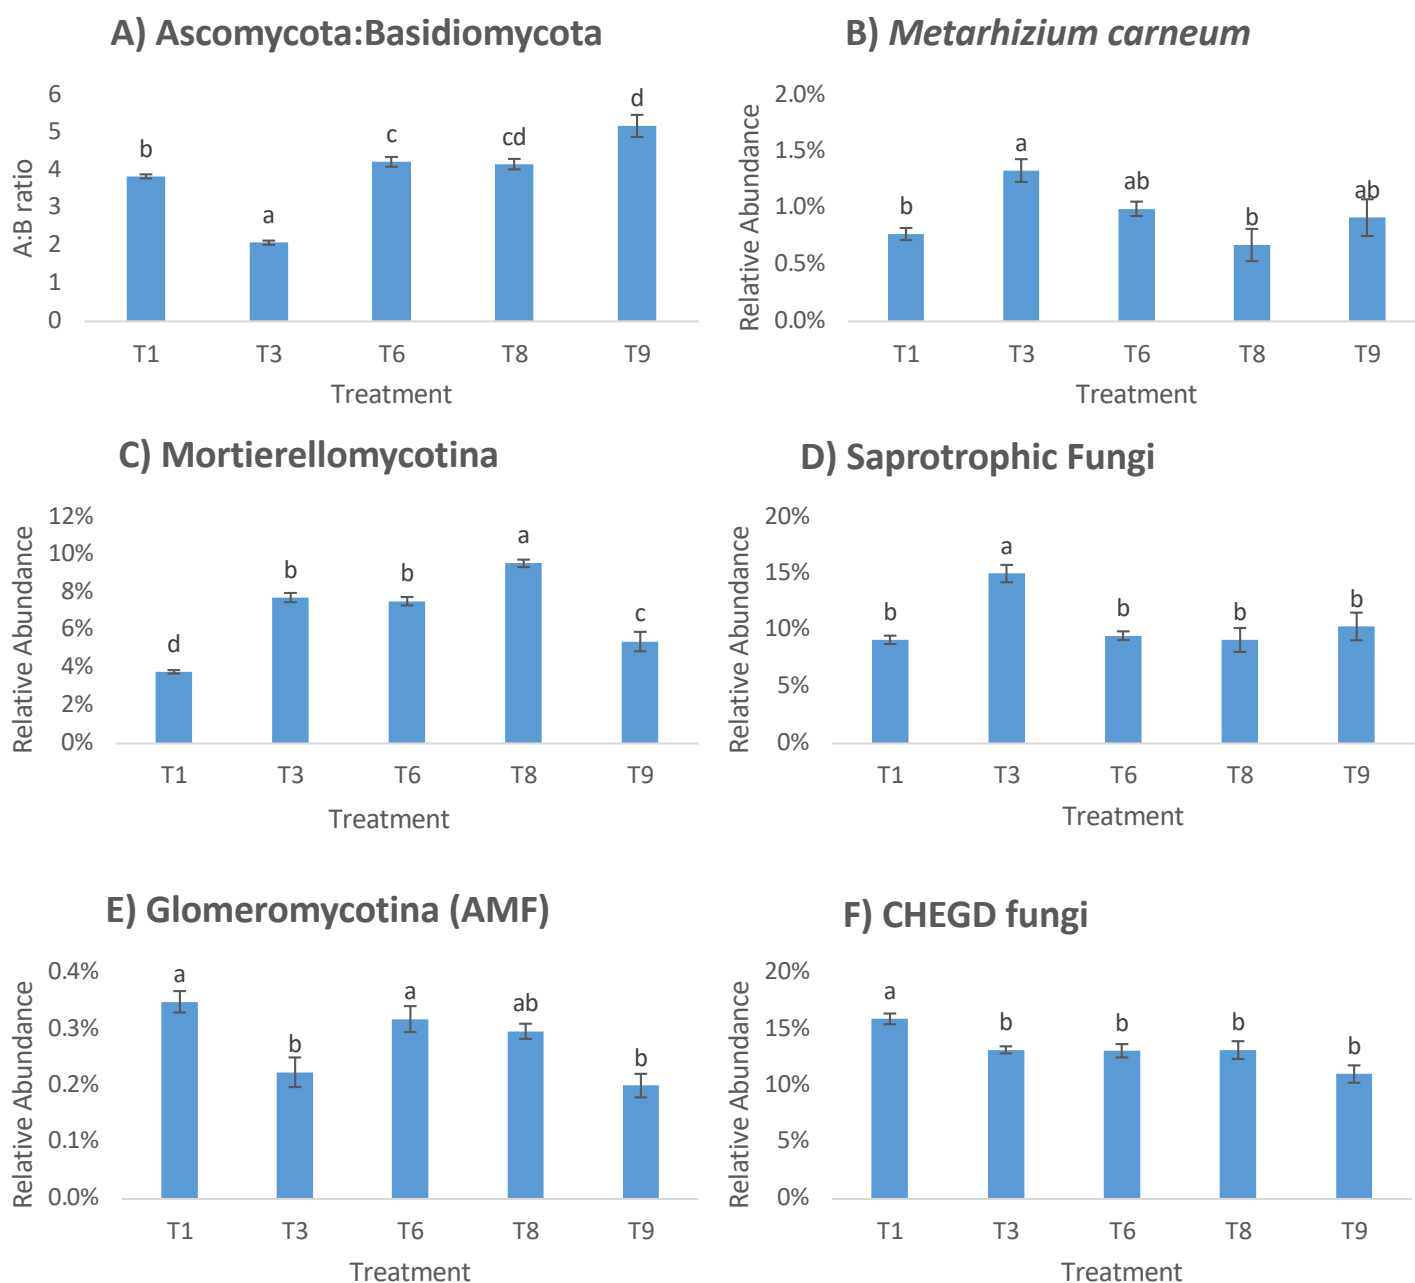 A) Ascomycota:Basidiomycota
A:B ratio
6
5
4
3
2
1
0
b
a
c
cd
d
T1 T3 T6 T8 T9
Treatment
B) Metarhizium carneum
Relative Abundance
2.0%
1.5%
1.0%
0.5%
0.0%
b
a
ab
b
ab
T1 T3 T6 T8 T9
Treatment
C) Mortierellomycotina
Relative Abundance
12%
10%
8%
6%
4%
2%
0%
d
b
b
a
c
T1 T3 T6 T8 T9
Treatment
D) Saprotrophic Fungi
Relative Abundance
20%
15%
10%
5%
0%
b
a
b
b
b
T1 T3 T6 T8 T9
Treatment
E) Glomeromycotina (AMF)
Relative Abundance
0.4%
0.3%
0.2%
0.1%
0.0%
a
b
a
ab
b
T1 T3 T6 T8 T9
Treatment
F) CHEGD fungi
Relative Abundance
20%
15%
10%
5%
0%
a
b
b
b
b
T1 T3 T6 T8 T9
Treatment